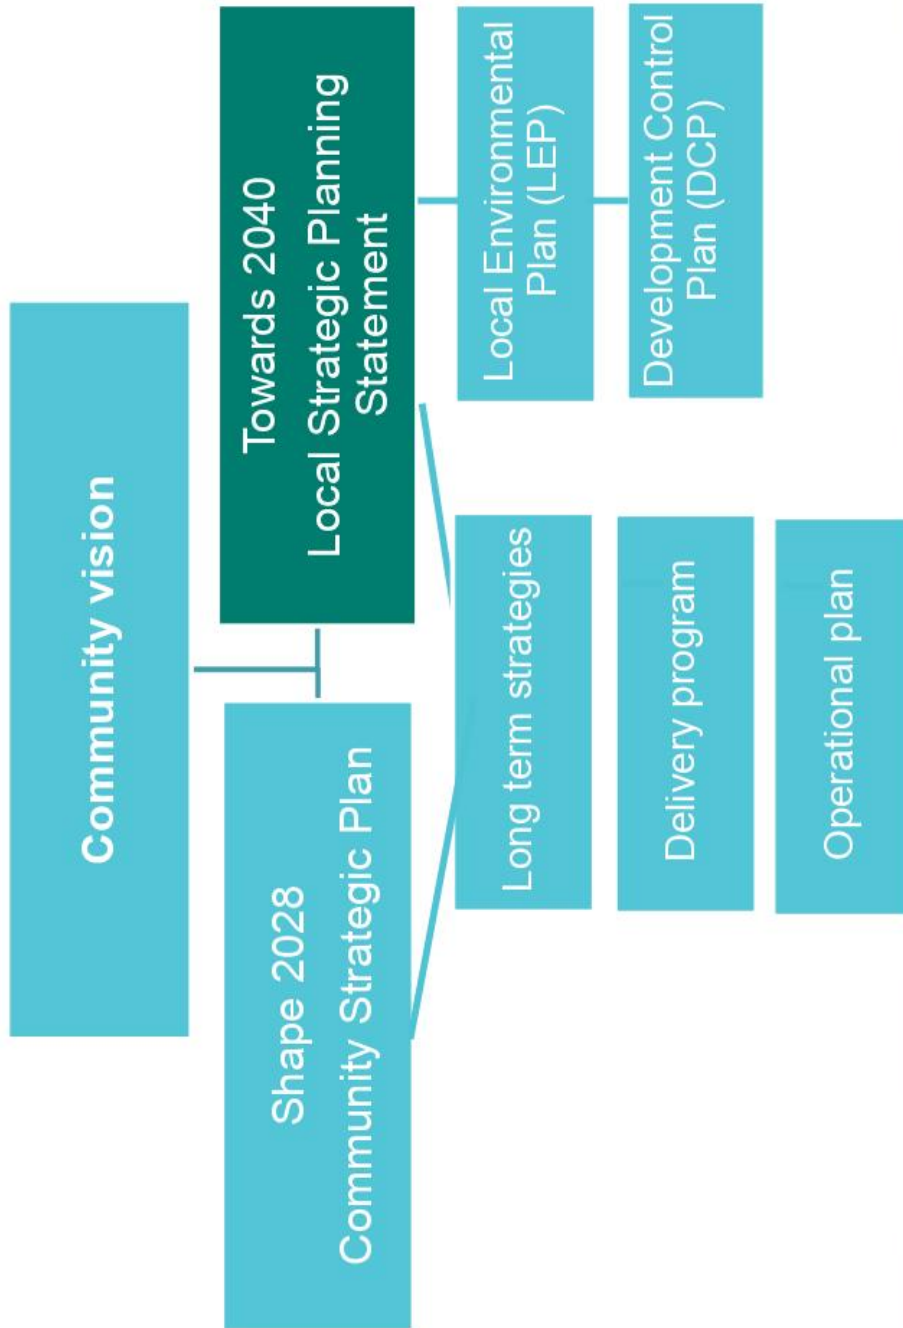 Community vision
Shape 2028
Community Strategic Plan
Towards 2040
Local Strategic Planning
Statement
Long term strategies
Delivery program
Operational plan
Local Environmental
Plan (LEP)
Development Control
Plan (DCP)